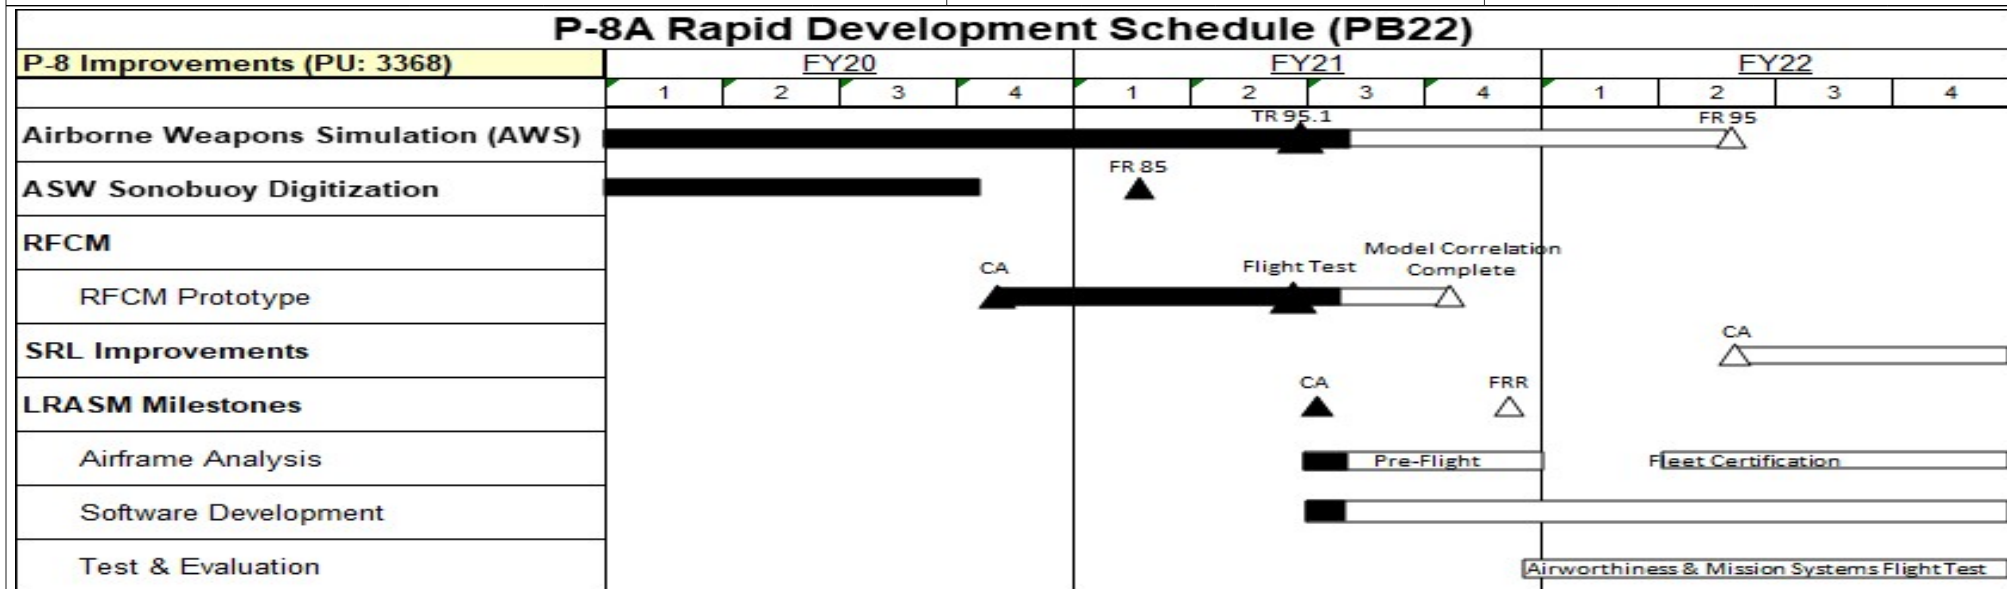 P-8A Rapid Development Schedule (PB22)
P-8 Improvements (PU: 3368) FY20 FY21 FY22
1 2 3 4 1 2 3 4 1 2 3 4
Airborne Weapons Simulation (AWS) TR 95.1 FR 95
ASW Sonobuoy Digitization FR 85
RFCM
RFCM Prototype CA Flight Test Model Correlation
Complete
SRL Improvements CA
LRASM Milestones CA FRR
Airframe Analysis Pre-Flight Fleet Certification
Software Development
Test & Evaluation Airworthiness & Mission Systems Flight Test